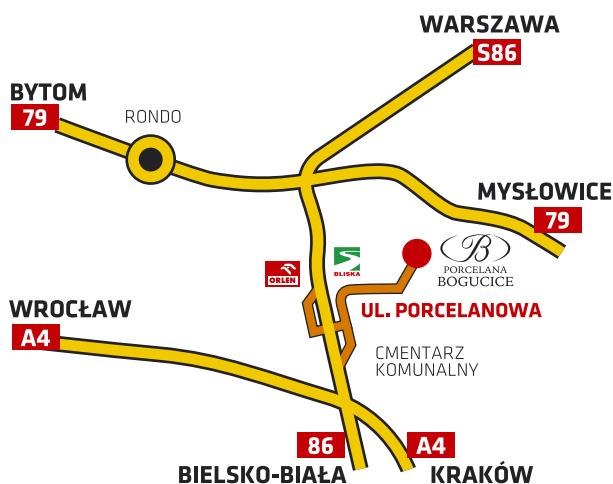 WARSZAWA
S86
BYTOM
79
RONDO
MYSŁOWICE
79
B
PORCELANA
BOGUCICE
ORLEN
BLISKA
UL. PORCELANOWA
WROCŁAW
A4
CMENTARZ
KOMUNALNY
86
A4
BIELSKO-BIAŁA
KRAKÓW